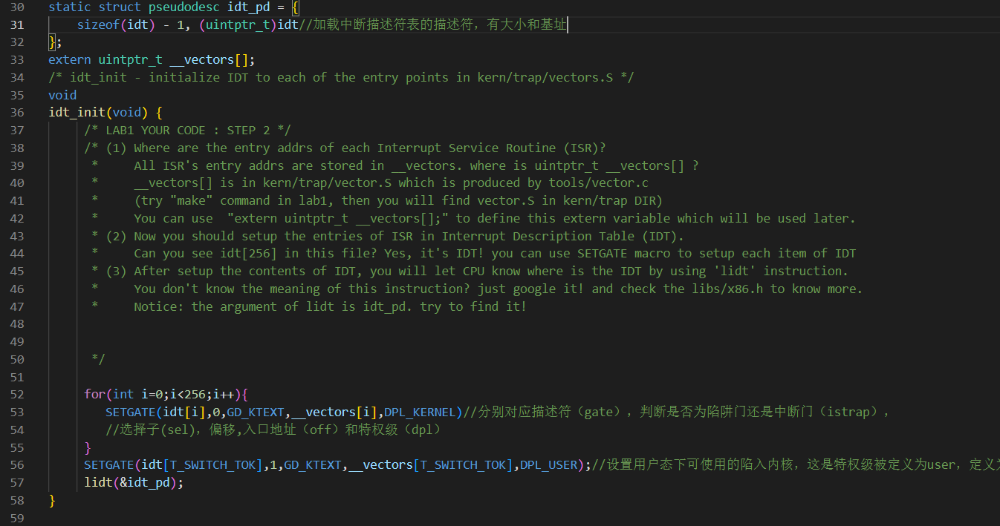 30 static struct pseudodesc idt_pd = {
31     sizeof(idt) - 1, (uintptr_t)idt//加载中断描述符表的描述符，有大小和基址
32 };
33 extern uintptr_t __vectors[];
34 /* idt_init - initialize IDT to each of the entry points in kern/trap/vectors.S */
35 void
36 idt_init(void) {
37      /* LAB1 YOUR CODE : STEP 2 */
38      /* (1) Where are the entry addrs of each Interrupt Service Routine (ISR)?
39       *     All ISR's entry addrs are stored in __vectors. where is uintptr_t __vectors[] ?
40       *     __vectors[] is in kern/trap/vector.S which is produced by tools/vector.c
41       *     (try "make" command in lab1, then you will find vector.S in kern/trap DIR)
42       *     You can use  "extern uintptr_t __vectors[];" to define this extern variable which will be used later.
43       * (2) Now you should setup the entries of ISR in Interrupt Description Table (IDT).
44       *     Can you see idt[256] in this file? Yes, it's IDT! you can use SETGATE macro to setup each item of IDT
45       * (3) After setup the contents of IDT, you will let CPU know where is the IDT by using 'lidt' instruction.
46       *     You don't know the meaning of this instruction? just google it! and check the libs/x86.h to know more.
47       *     Notice: the argument of lidt is idt_pd. try to find it!
48
49
50       */
51
52      for(int i=0;i<256;i++){
53         SETGATE(idt[i],0,GD_KTEXT,__vectors[i],DPL_KERNEL)//分别对应描述符（gate），判断是否为陷阱门还是中断门（istrap），
54         //选择子(sel)，偏移,入口地址（off）和特权级（dpl）
55      }
56      SETGATE(idt[T_SWITCH_TOK],1,GD_KTEXT,__vectors[T_SWITCH_TOK],DPL_USER);//设置用户态下可使用的陷入内核，这是特权级被定义为user，定义
57      lidt(&idt_pd);
58 }
59